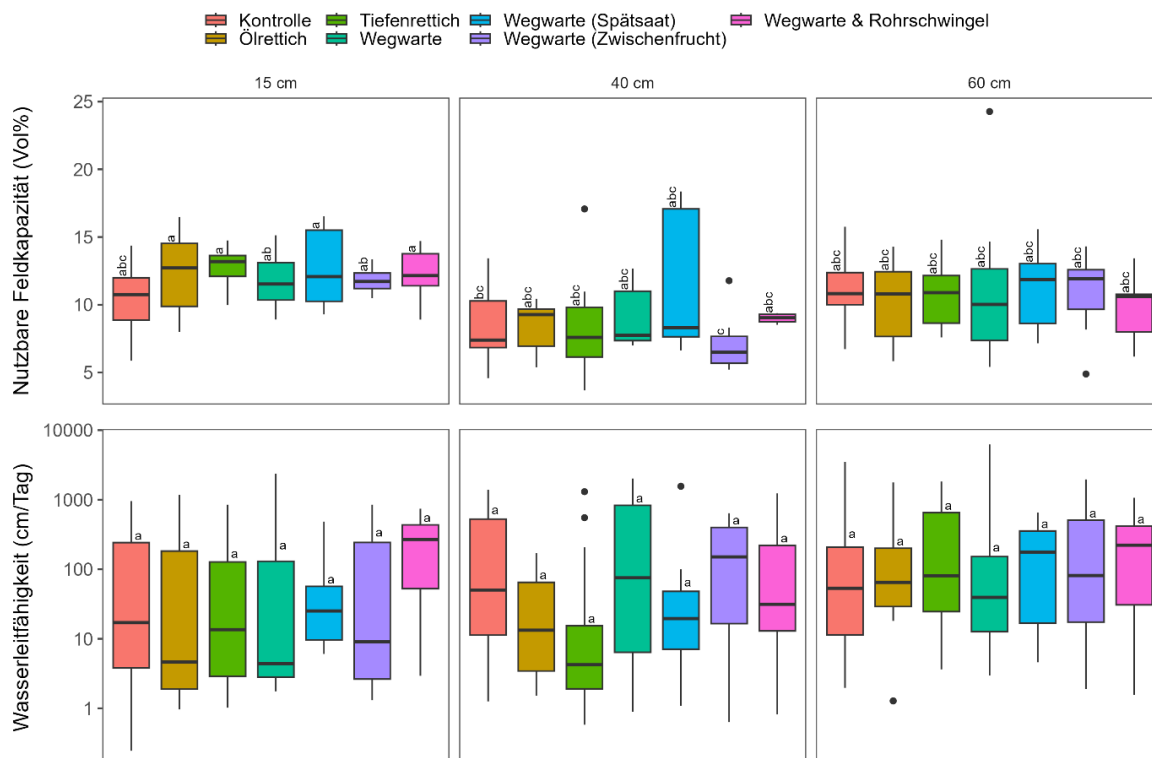 Kontrolle Tiefenrettich Wegwarte (Spätsaat) Wegwarte & Rohrschwingel
Ölrettich Wegwarte Wegwarte (Zwischenfrucht)
15 cm 40 cm 60 cm
Nutzbare Feldkapazität (Vol%)
25
20
15
10
5
abc a a ab a ab a
bc abc abc abc abc c abc
abc abc abc abc abc abc abc
Wasserleitfähigkeit (cm/Tag)
10000
1000
100
10
1
a a a a a a a
a a a a a a a
a a a a a a a